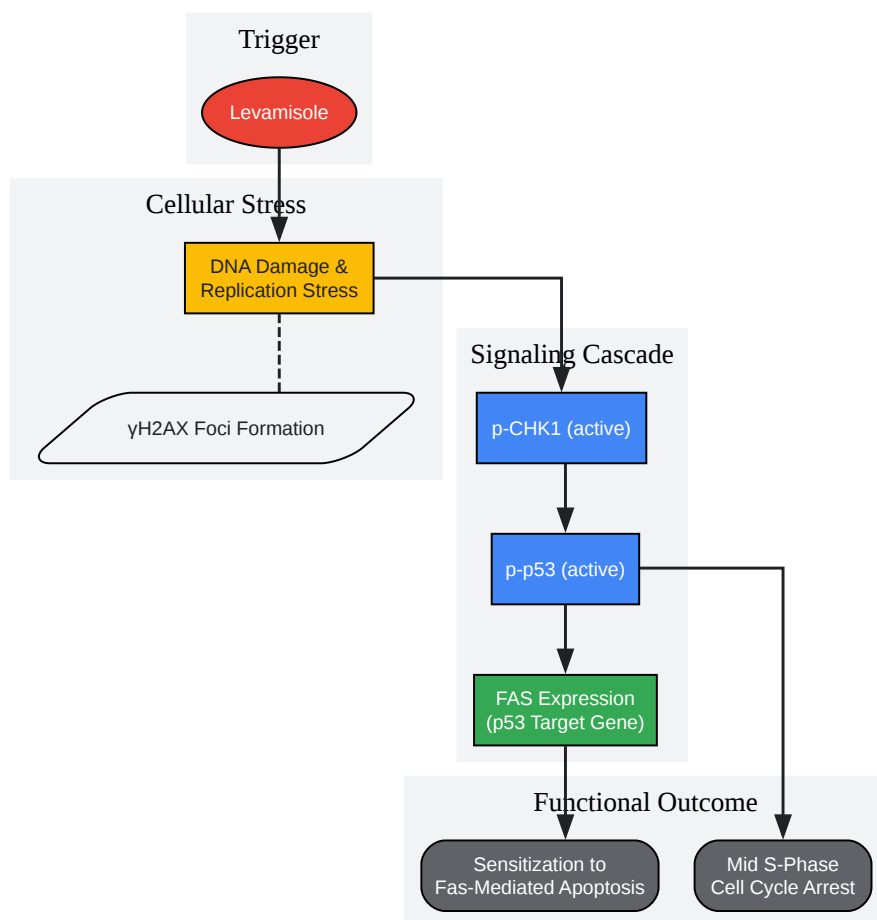 Trigger
Levamisole
Cellular Stress
DNA Damage &
Replication Stress
γH2AX Foci Formation
Signaling Cascade
p-CHK1 (active)
p-p53 (active)
FAS Expression
(p53 Target Gene)
Functional Outcome
Sensitization to
Fas-Mediated Apoptosis
Mid S-Phase
Cell Cycle Arrest